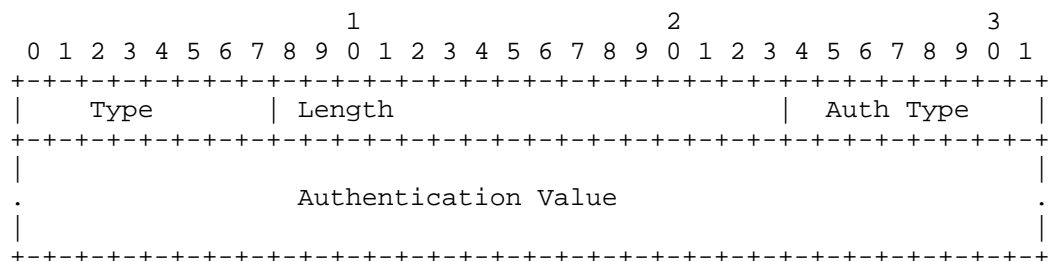 1                   2                   3
 0 1 2 3 4 5 6 7 8 9 0 1 2 3 4 5 6 7 8 9 0 1 2 3 4 5 6 7 8 9 0 1
+-+-+-+-+-+-+-+-+-+-+-+-+-+-+-+-+-+-+-+-+-+-+-+-+-+-+-+-+-+-+-+-+
|    Type       | Length                        |  Auth Type    |
+-+-+-+-+-+-+-+-+-+-+-+-+-+-+-+-+-+-+-+-+-+-+-+-+-+-+-+-+-+-+-+-+
|                                                               |
.                 Authentication Value                          .
|                                                               |
+-+-+-+-+-+-+-+-+-+-+-+-+-+-+-+-+-+-+-+-+-+-+-+-+-+-+-+-+-+-+-+-+